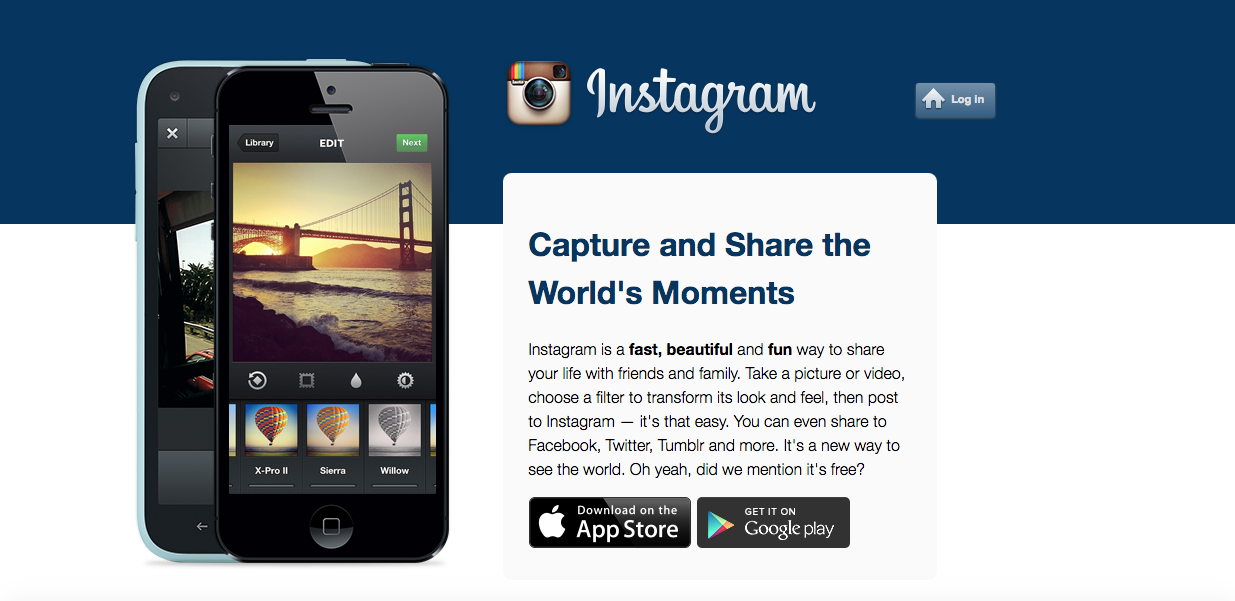 Instagram
Log in
Library
EDIT
Next
X-Pro II
Sierra
Willow
Capture and Share the
World's Moments
Instagram is a fast, beautiful and fun way to share
your life with friends and family. Take a picture or video,
choose a filter to transform its look and feel, then post
to Instagram — it's that easy. You can even share to
Facebook, Twitter, Tumblr and more. It's a new way to
see the world. Oh yeah, did we mention it's free?
Download on the
App Store
GET IT ON
Google play